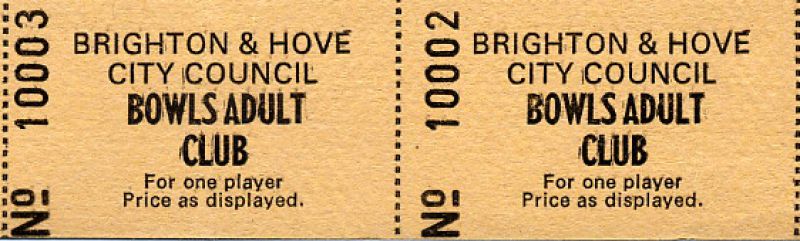 No 10003
BRIGHTON & HOVE
CITY COUNCIL
BOWLS ADULT
CLUB
For one player
Price as displayed.
No 10002
BRIGHTON & HOVE
CITY COUNCIL
BOWLS ADULT
CLUB
For one player
Price as displayed.